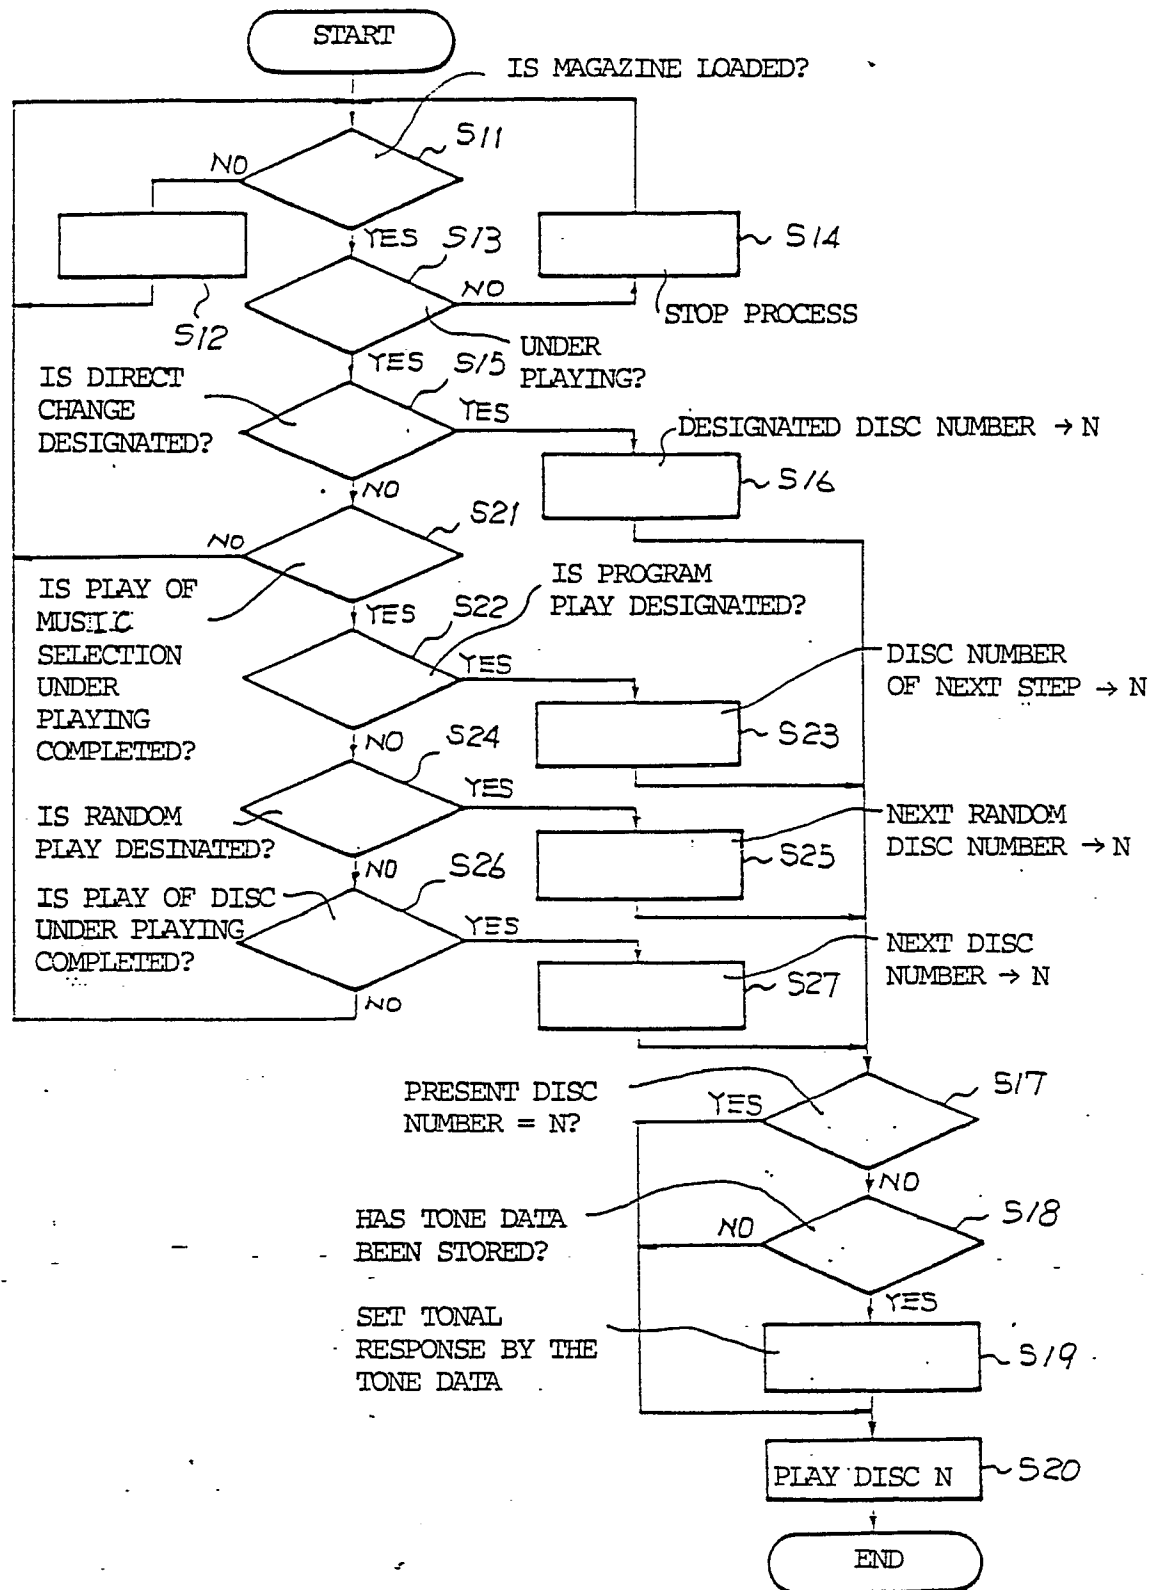 START
IS MAGAZINE LOADED?
S11
NO
YES
S13
S14
NO
STOP PROCESS
S12
UNDER
PLAYING?
YES
S15
IS DIRECT
CHANGE
DESIGNATED?
YES
DESIGNATED DISC NUMBER → N
S16
NO
S21
NO
IS PLAY OF
MUSIC
SELECTION
UNDER
PLAYING
COMPLETED?
IS PROGRAM
PLAY DESIGNATED?
YES
S22
YES
DISC NUMBER
OF NEXT STEP → N
S23
NO
S24
YES
IS RANDOM
PLAY DESINATED?
NEXT RANDOM
DISC NUMBER → N
S25
NO
S26
IS PLAY OF DISC
UNDER PLAYING
COMPLETED?
YES
NEXT DISC
NUMBER → N
S27
NO
PRESENT DISC
NUMBER = N?
YES
S17
NO
HAS TONE DATA
BEEN STORED?
NO
S18
YES
SET TONAL
RESPONSE BY THE
TONE DATA
S19
PLAY DISC N
S20
END